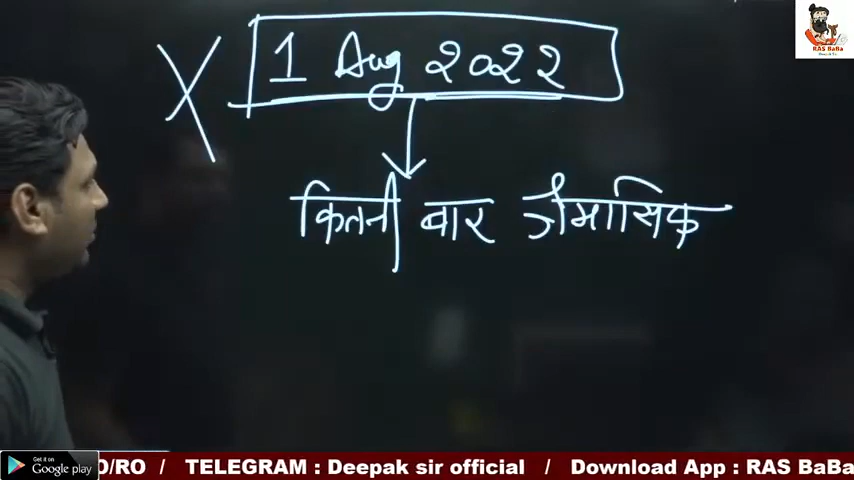 X 1 Aug 2022
कितनी बार त्रैमासिक
RAS BaBa
GET IT ON
Google play
O/RO / TELEGRAM : Deepak sir official / Download App : RAS BaBa